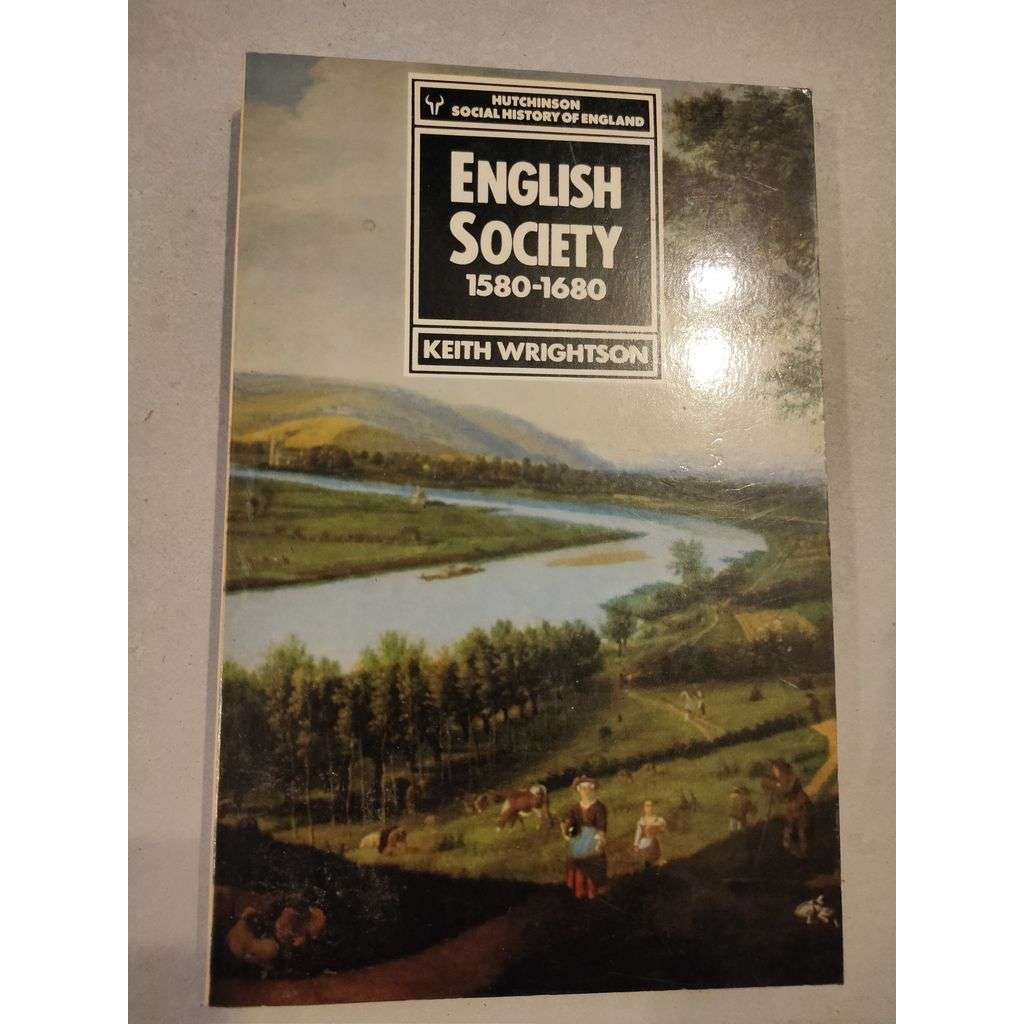 HUTCHINSON
SOCIAL HISTORY OF ENGLAND
ENGLISH
SOCIETY
1580-1680
KEITH WRIGHTSON